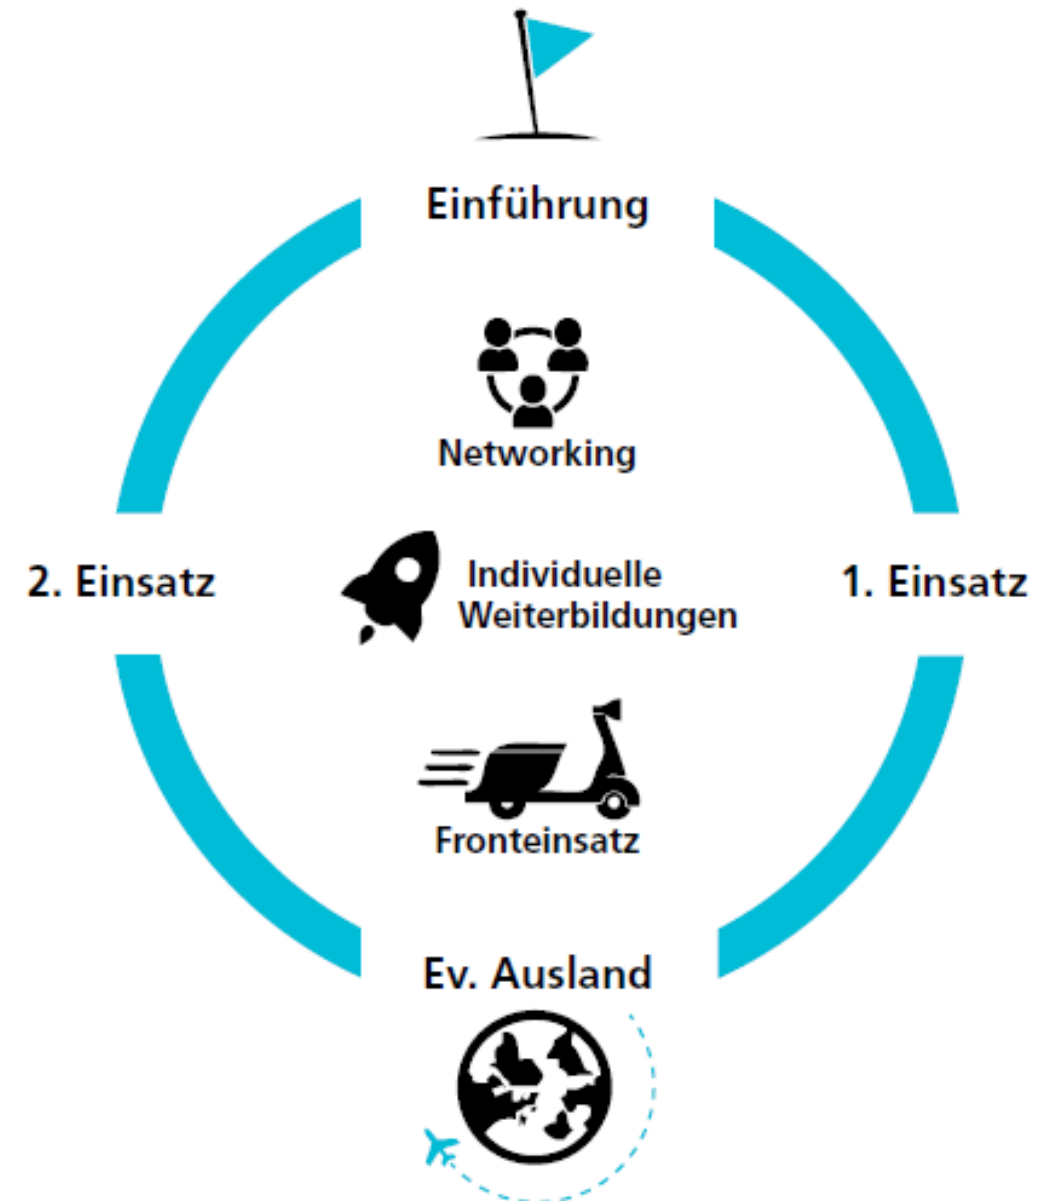 Einführung
Networking
2. Einsatz
Individuelle
Weiterbildungen
1. Einsatz
Fronteinsatz
Ev. Ausland